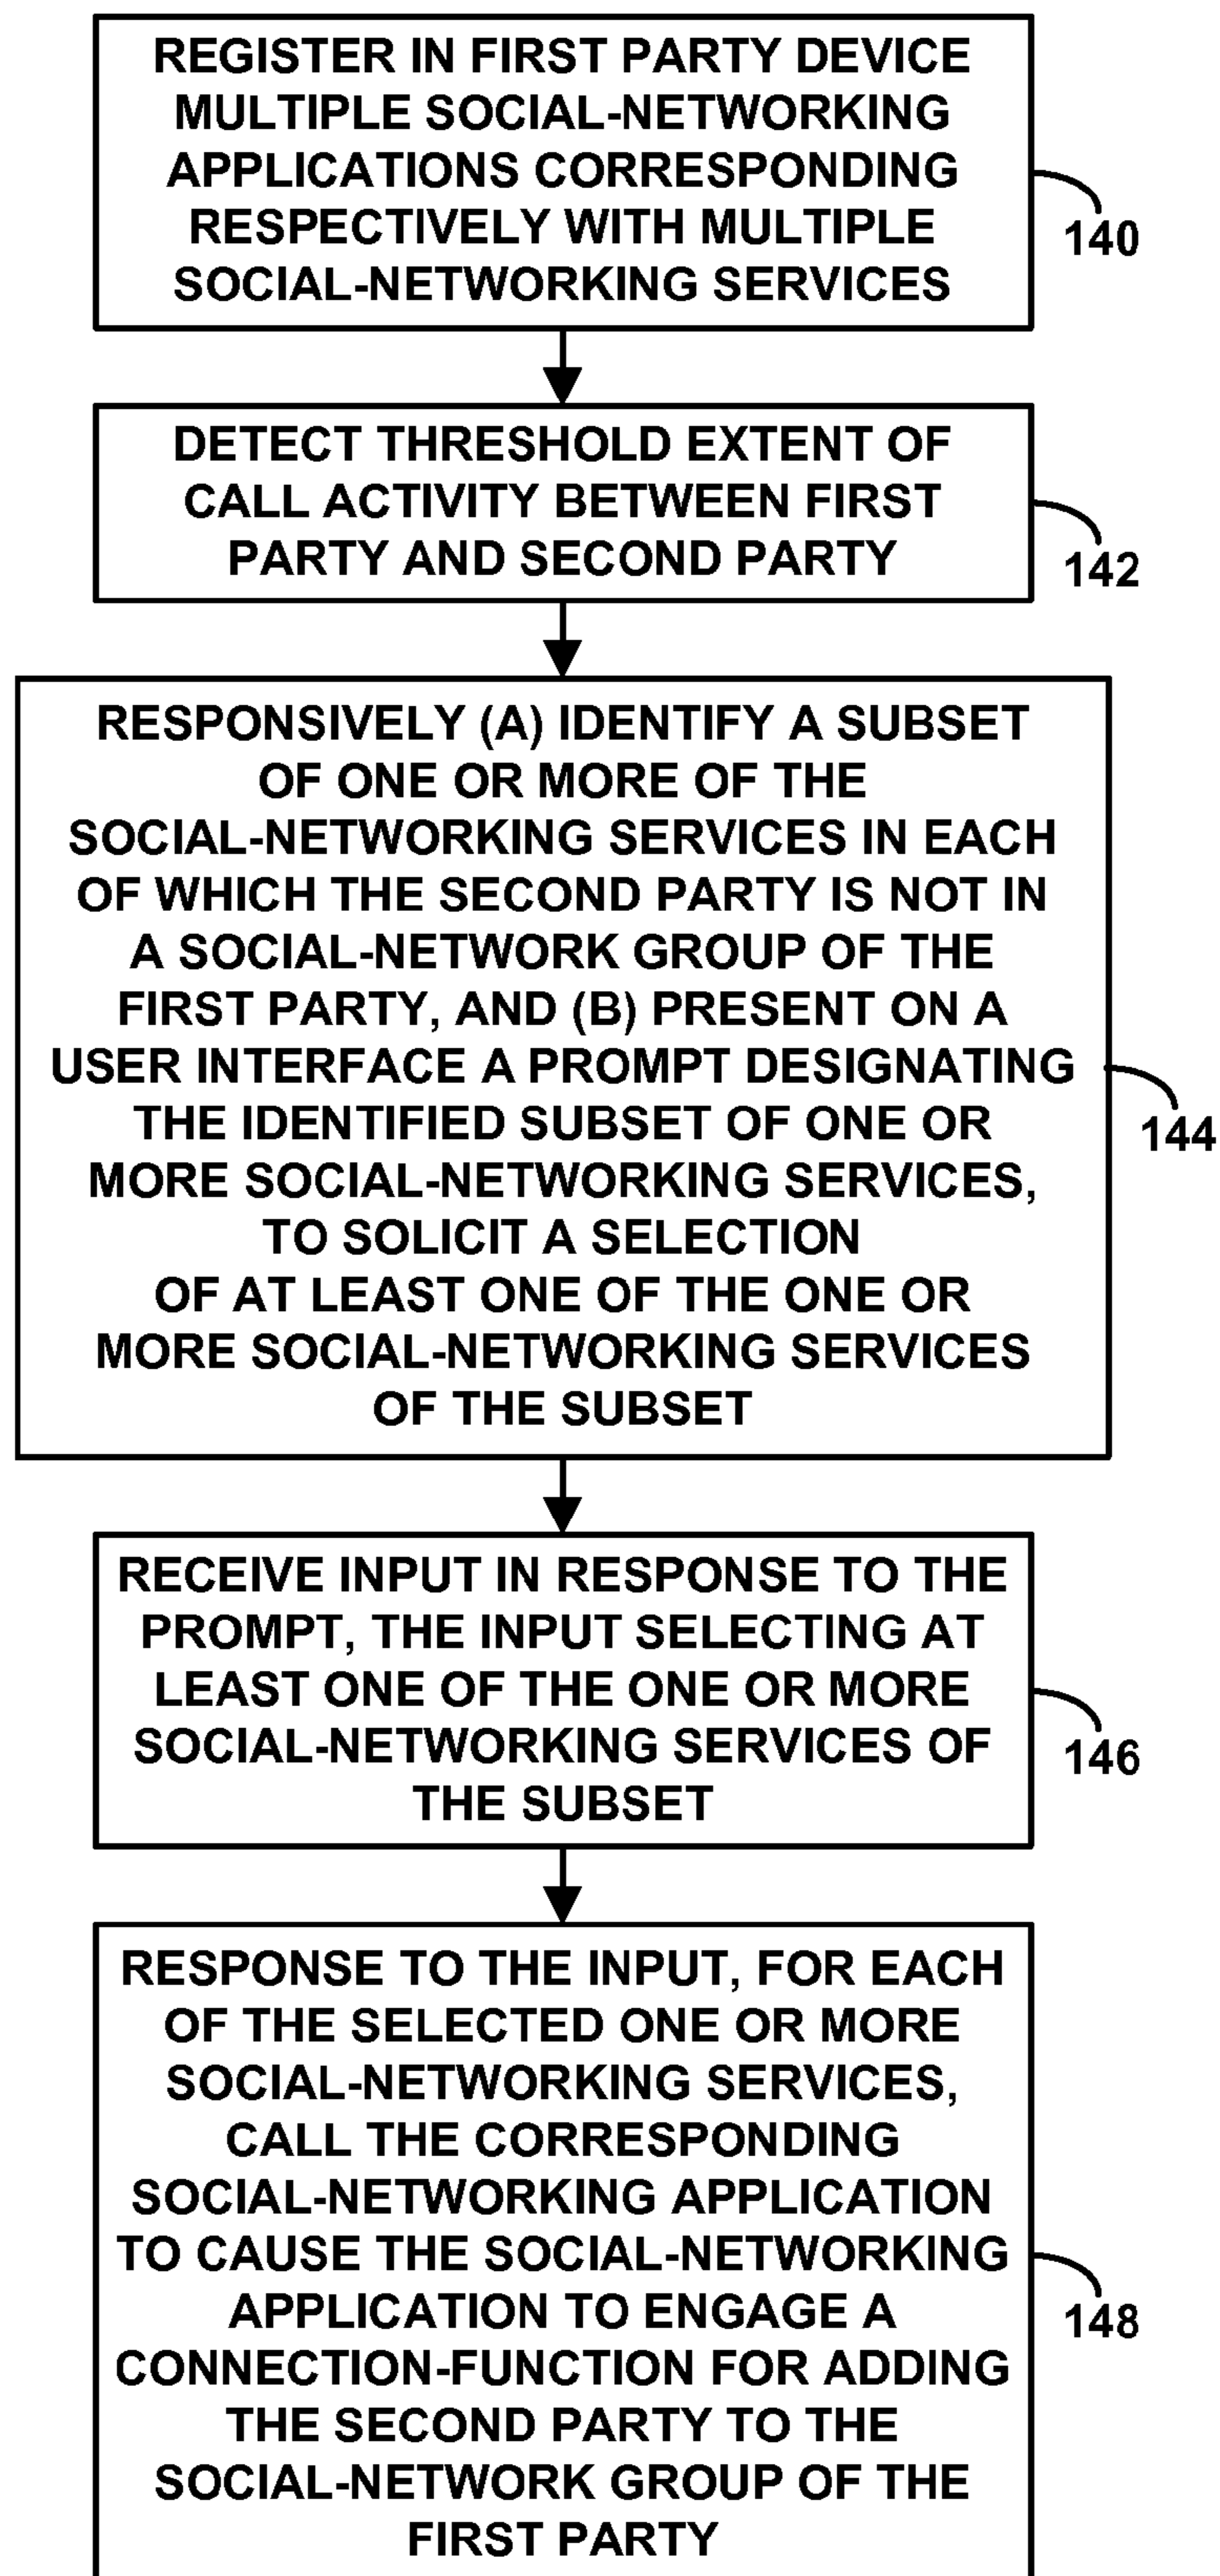 REGISTER IN FIRST PARTY DEVICE
MULTIPLE SOCIAL-NETWORKING
APPLICATIONS CORRESPONDING
RESPECTIVELY WITH MULTIPLE
SOCIAL-NETWORKING SERVICES
140
DETECT THRESHOLD EXTENT OF
CALL ACTIVITY BETWEEN FIRST
PARTY AND SECOND PARTY
142
RESPONSIVELY (A) IDENTIFY A SUBSET
OF ONE OR MORE OF THE
SOCIAL-NETWORKING SERVICES IN EACH
OF WHICH THE SECOND PARTY IS NOT IN
A SOCIAL-NETWORK GROUP OF THE
FIRST PARTY, AND (B) PRESENT ON A
USER INTERFACE A PROMPT DESIGNATING
THE IDENTIFIED SUBSET OF ONE OR
MORE SOCIAL-NETWORKING SERVICES,
TO SOLICIT A SELECTION
OF AT LEAST ONE OF THE ONE OR
MORE SOCIAL-NETWORKING SERVICES
OF THE SUBSET
144
RECEIVE INPUT IN RESPONSE TO THE
PROMPT, THE INPUT SELECTING AT
LEAST ONE OF THE ONE OR MORE
SOCIAL-NETWORKING SERVICES OF
THE SUBSET
146
RESPONSE TO THE INPUT, FOR EACH
OF THE SELECTED ONE OR MORE
SOCIAL-NETWORKING SERVICES,
CALL THE CORRESPONDING
SOCIAL-NETWORKING APPLICATION
TO CAUSE THE SOCIAL-NETWORKING
APPLICATION TO ENGAGE A
CONNECTION-FUNCTION FOR ADDING
THE SECOND PARTY TO THE
SOCIAL-NETWORK GROUP OF THE
FIRST PARTY
148